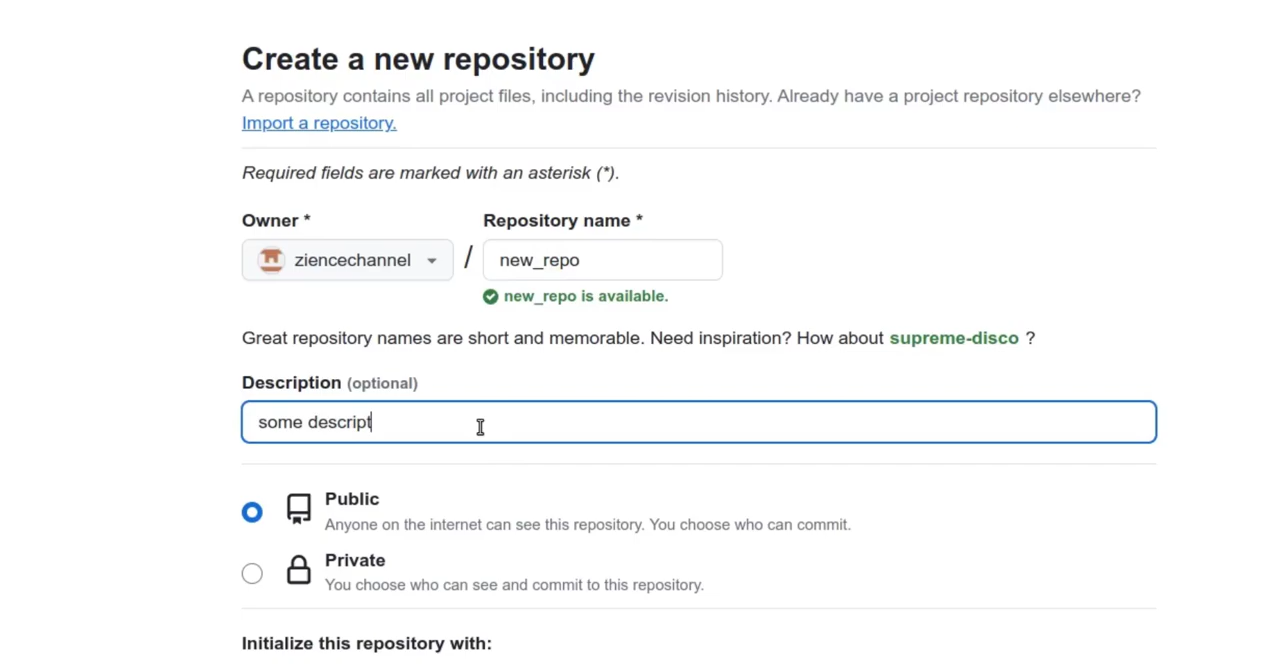 Create a new repository
A repository contains all project files, including the revision history. Already have a project repository elsewhere?
Import a repository.
Required fields are marked with an asterisk (*).
Owner * Repository name *
ziencechannel / new_repo
new_repo is available.
Great repository names are short and memorable. Need inspiration? How about supreme-disco ?
Description (optional)
some descript
Public
Anyone on the internet can see this repository. You choose who can commit.
Private
You choose who can see and commit to this repository.
Initialize this repository with: